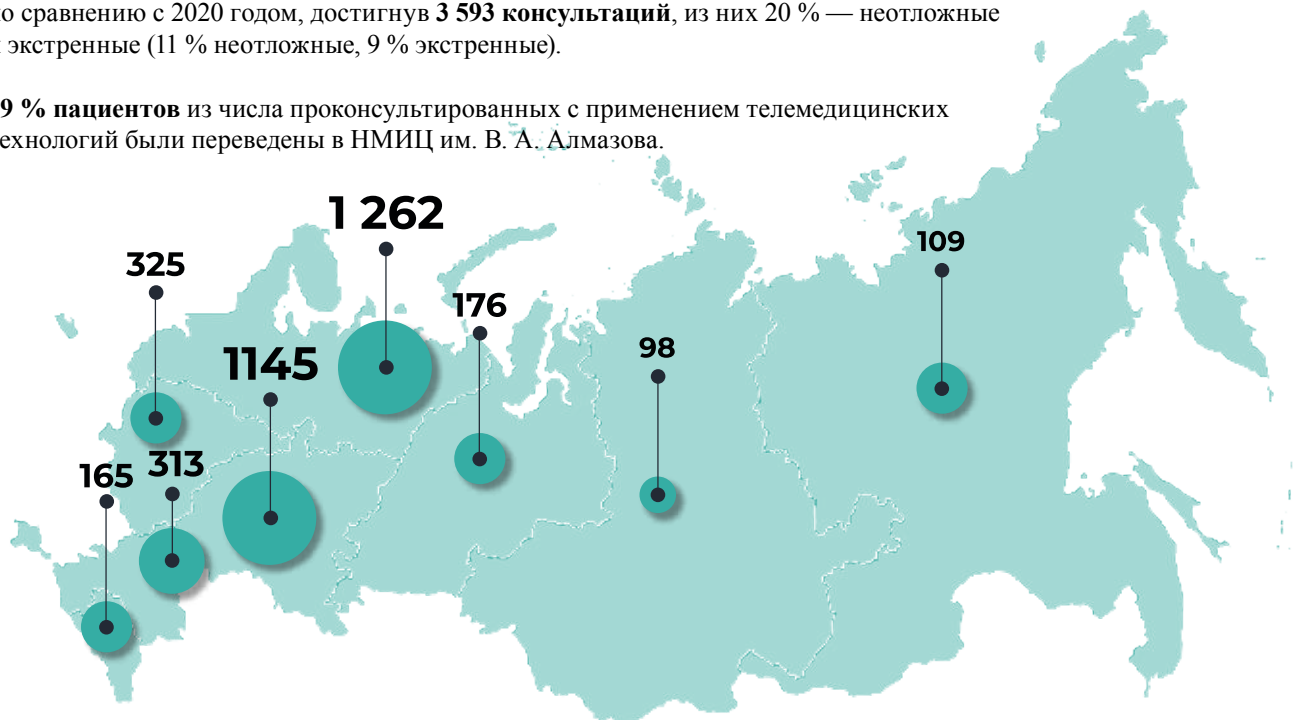 о сравнению с 2020 годом, достигнув 3 593 консультаций, из них 20 % — неотложные
экстренные (11 % неотложные, 9 % экстренные).
9 % пациентов из числа проконсультированных с применением телемедицинских
ехнологий были переведены в НМИЦ им. В. А. Алмазова.
1 262
109
325
176
98
1145
165
313